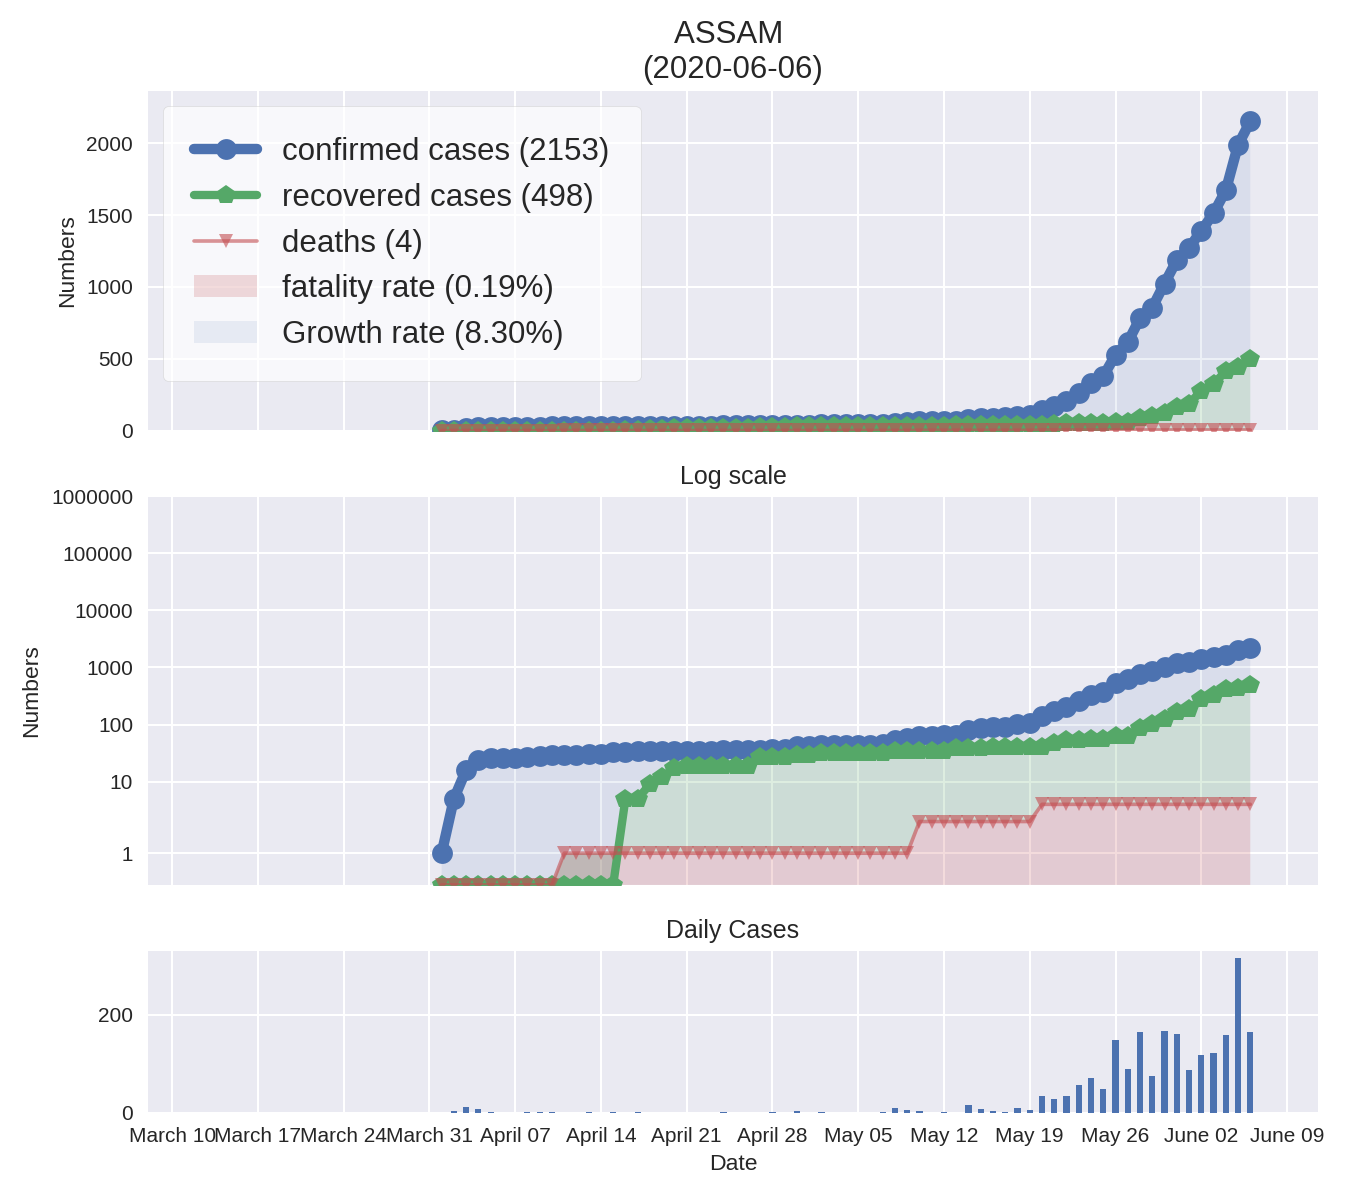 ASSAM
(2020-06-06)
confirmed cases (2153)
recovered cases (498)
deaths (4)
fatality rate (0.19%)
Growth rate (8.30%)
Numbers
2000
1500
1000
500
0
Log scale
Numbers
1000000
100000
10000
1000
100
10
1
Daily Cases
200
0
March 10 March 17 March 24 March 31 April 07 April 14 April 21 April 28 May 05 May 12 May 19 May 26 June 02 June 09
Date